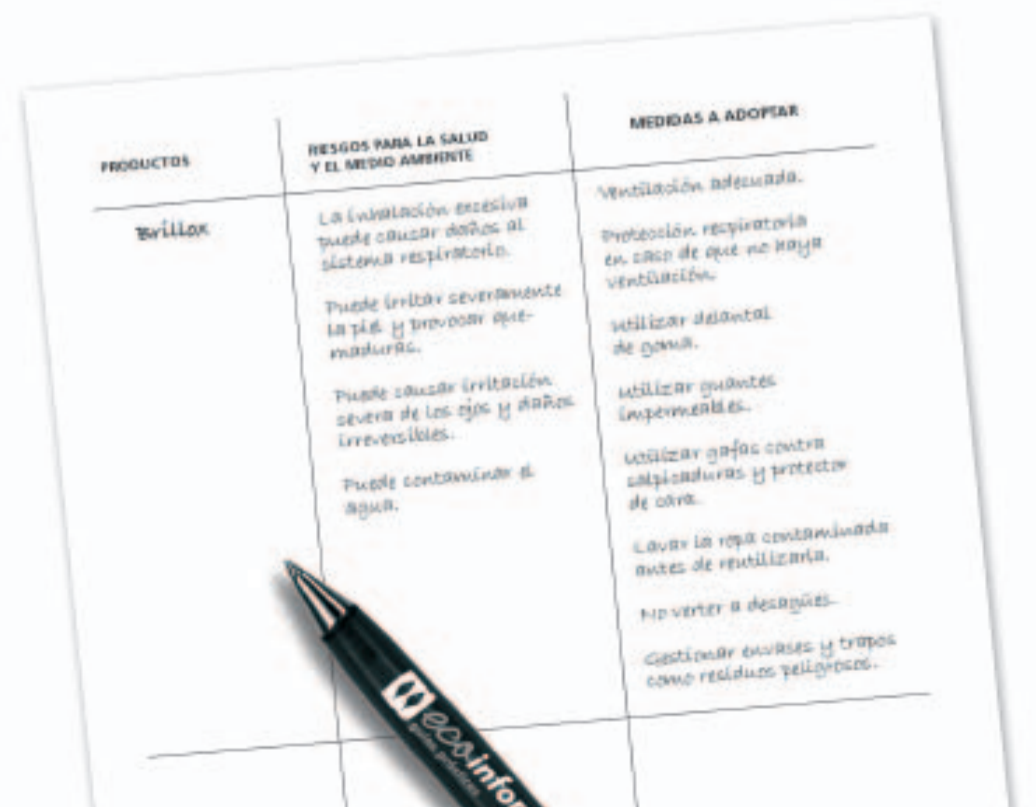 PRODUCTOS
RIESGOS PARA LA SALUD
Y EL MEDIO AMBIENTE
MEDIDAS A ADOPTAR
Brillax
La inhalación excesiva
puede causar daños al
sistema respiratorio.
Puede irritar severamente
la piel y provocar que-
maduras.
Puede causar irritación
severa de los ojos y daños
irreversibles.
Puede contaminar el
agua.
Ventilación adecuada.
Protección respiratoria
en caso de que no haya
ventilación.
Utilizar delantal
de goma.
Utilizar guantes
impermeables.
Utilizar gafas contra
salpicaduras y protector
de cara.
Lavar la ropa contaminada
antes de reutilizarla.
No verter a desagües.
Gestionar envases y trapos
como residuos peligrosos.
ecoinfor
guías prácticas